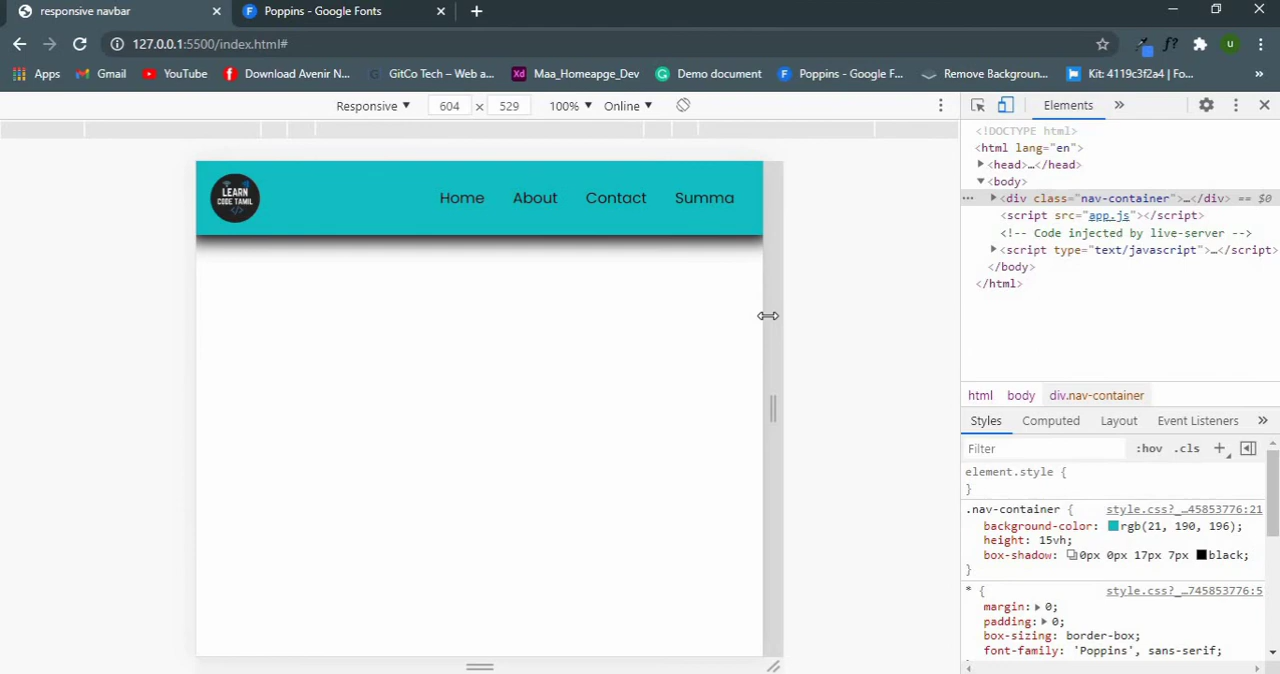 responsive navbar
Poppins - Google Fonts
127.0.0.1:5500/index.html#
f?
u
Apps
Gmail
YouTube
Download Avenir N...
GitCo Tech – Web a...
Xd Maa_Homeapge_Dev
Demo document
Poppins - Google F...
Remove Backgroun...
Kit: 4119c3f2a4 | Fo...
»
Responsive 604 × 529 100% Online
Elements »
LEARN
CODE TAMIL
</>
Home About Contact Summa
<!DOCTYPE html>
<html lang="en">
<head>…</head>
<body>
<div class="nav-container">…</div> == $0
<script src="app.js"></script>
<!-- Code injected by live-server -->
<script type="text/javascript">…</script>
</body>
</html>
html body div.nav-container
Styles Computed Layout Event Listeners »
Filter :hov .cls +
element.style {
}
.nav-container { style.css?_…45853776:21
background-color: rgb(21, 190, 196);
height: 15vh;
box-shadow: 0px 0px 17px 7px black;
}
* { style.css?_…745853776:5
margin: 0;
padding: 0;
box-sizing: border-box;
font-family: 'Poppins', sans-serif;